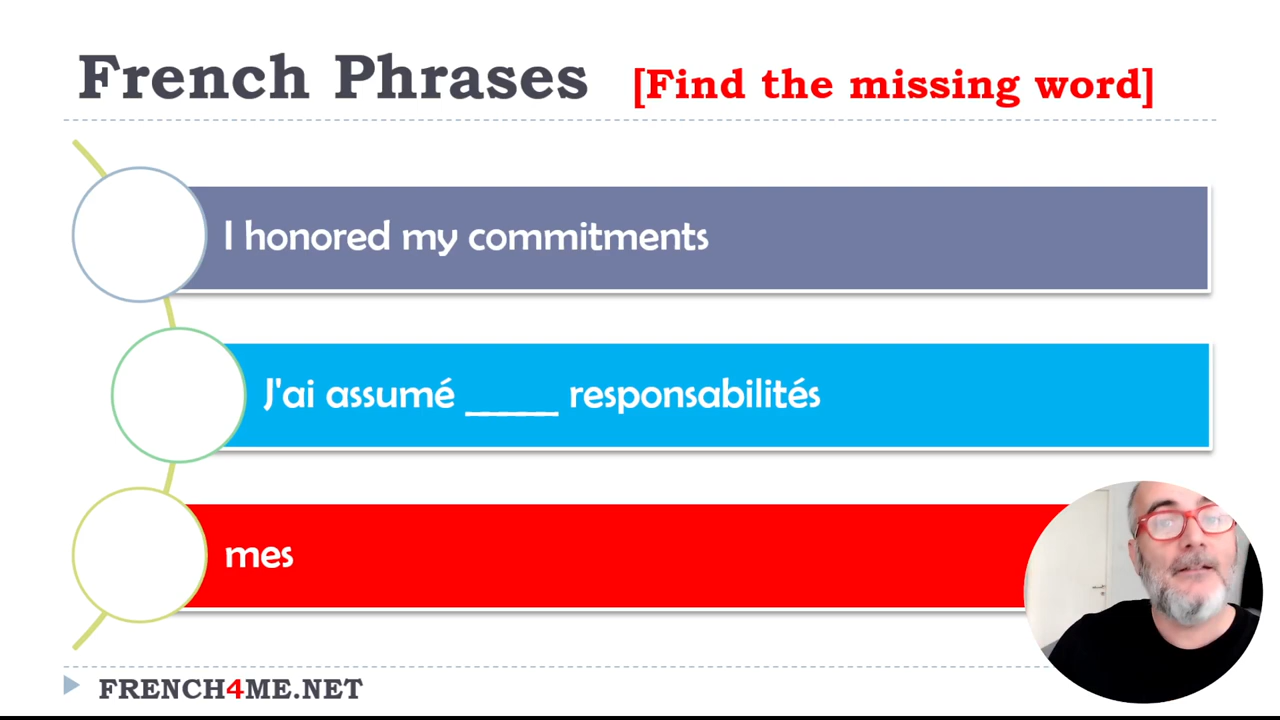 French Phrases [Find the missing word]
I honored my commitments
J'ai assumé _____ responsabilités
mes
FRENCH4ME.NET